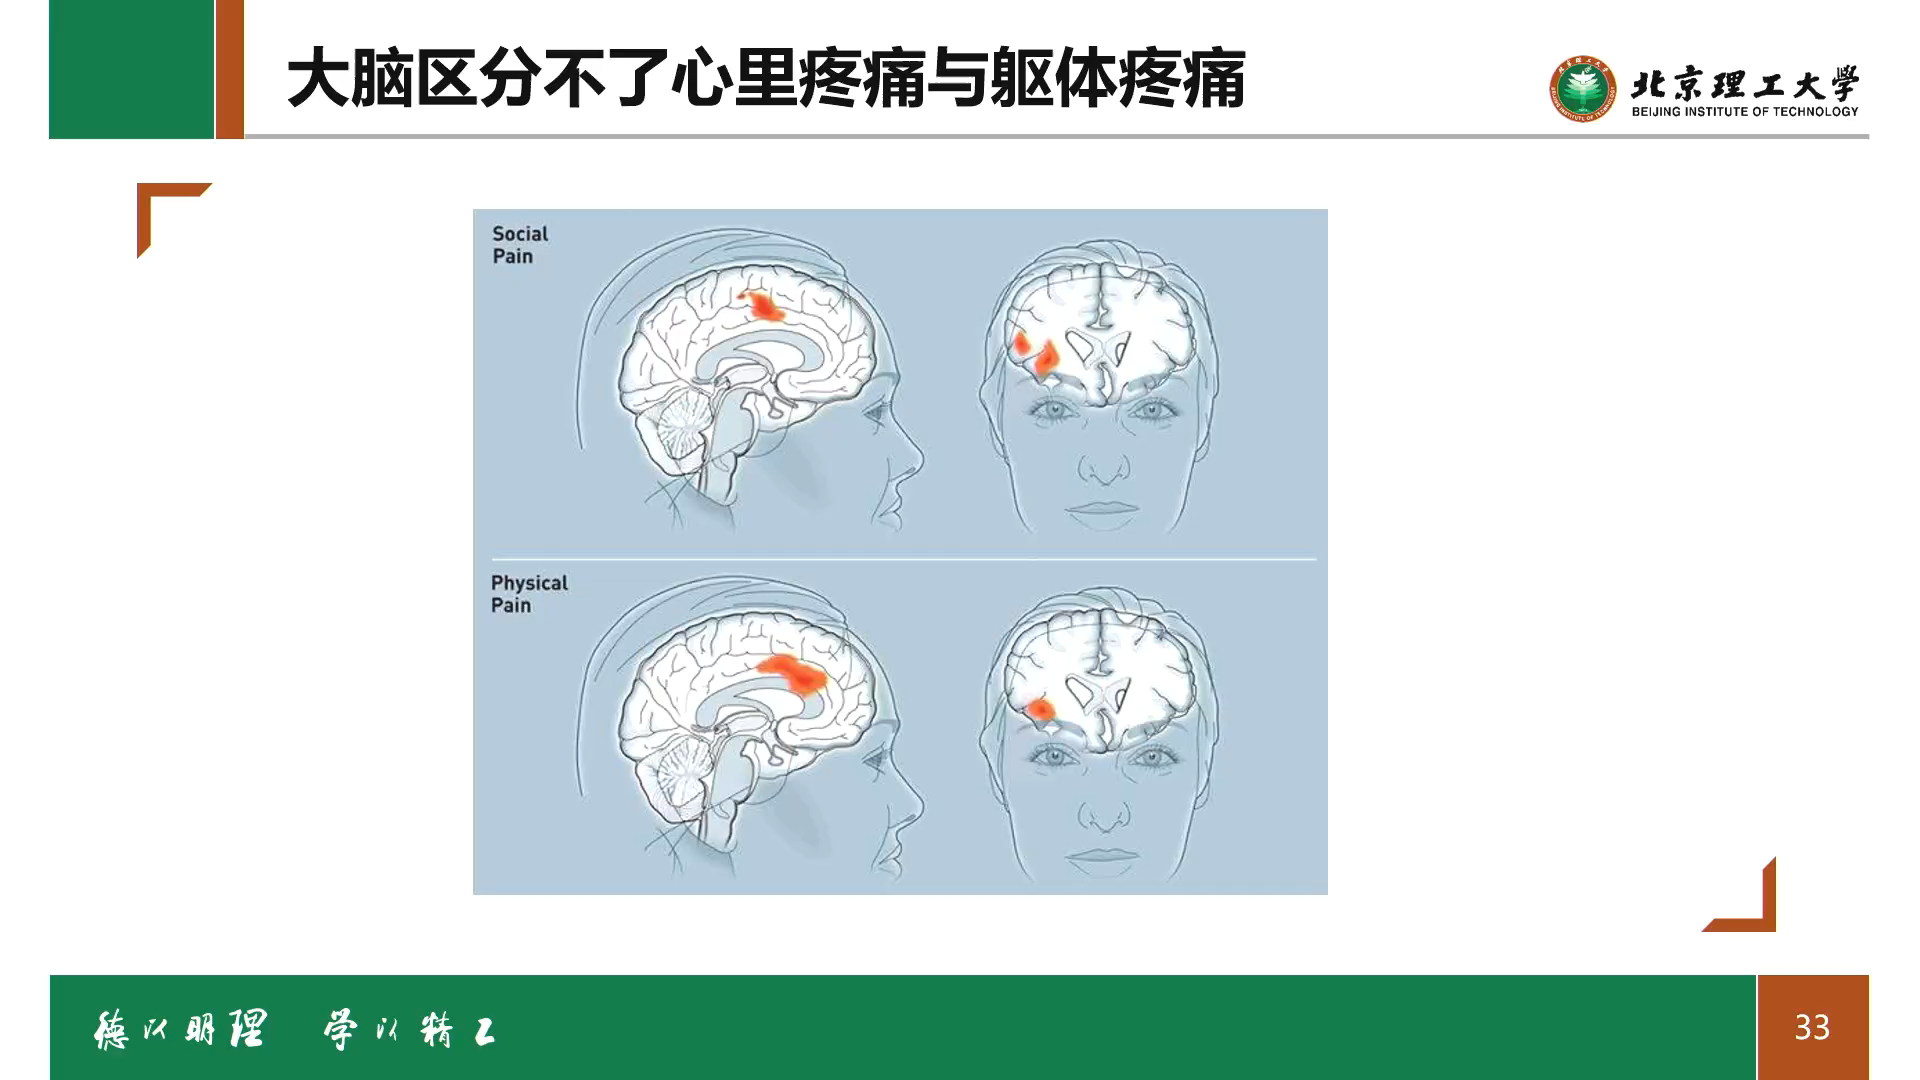 大脑区分不了心里疼痛与躯体疼痛
北京理工大学
BEIJING INSTITUTE OF TECHNOLOGY
Social
Pain
Physical
Pain
德以明理 学以精工
33